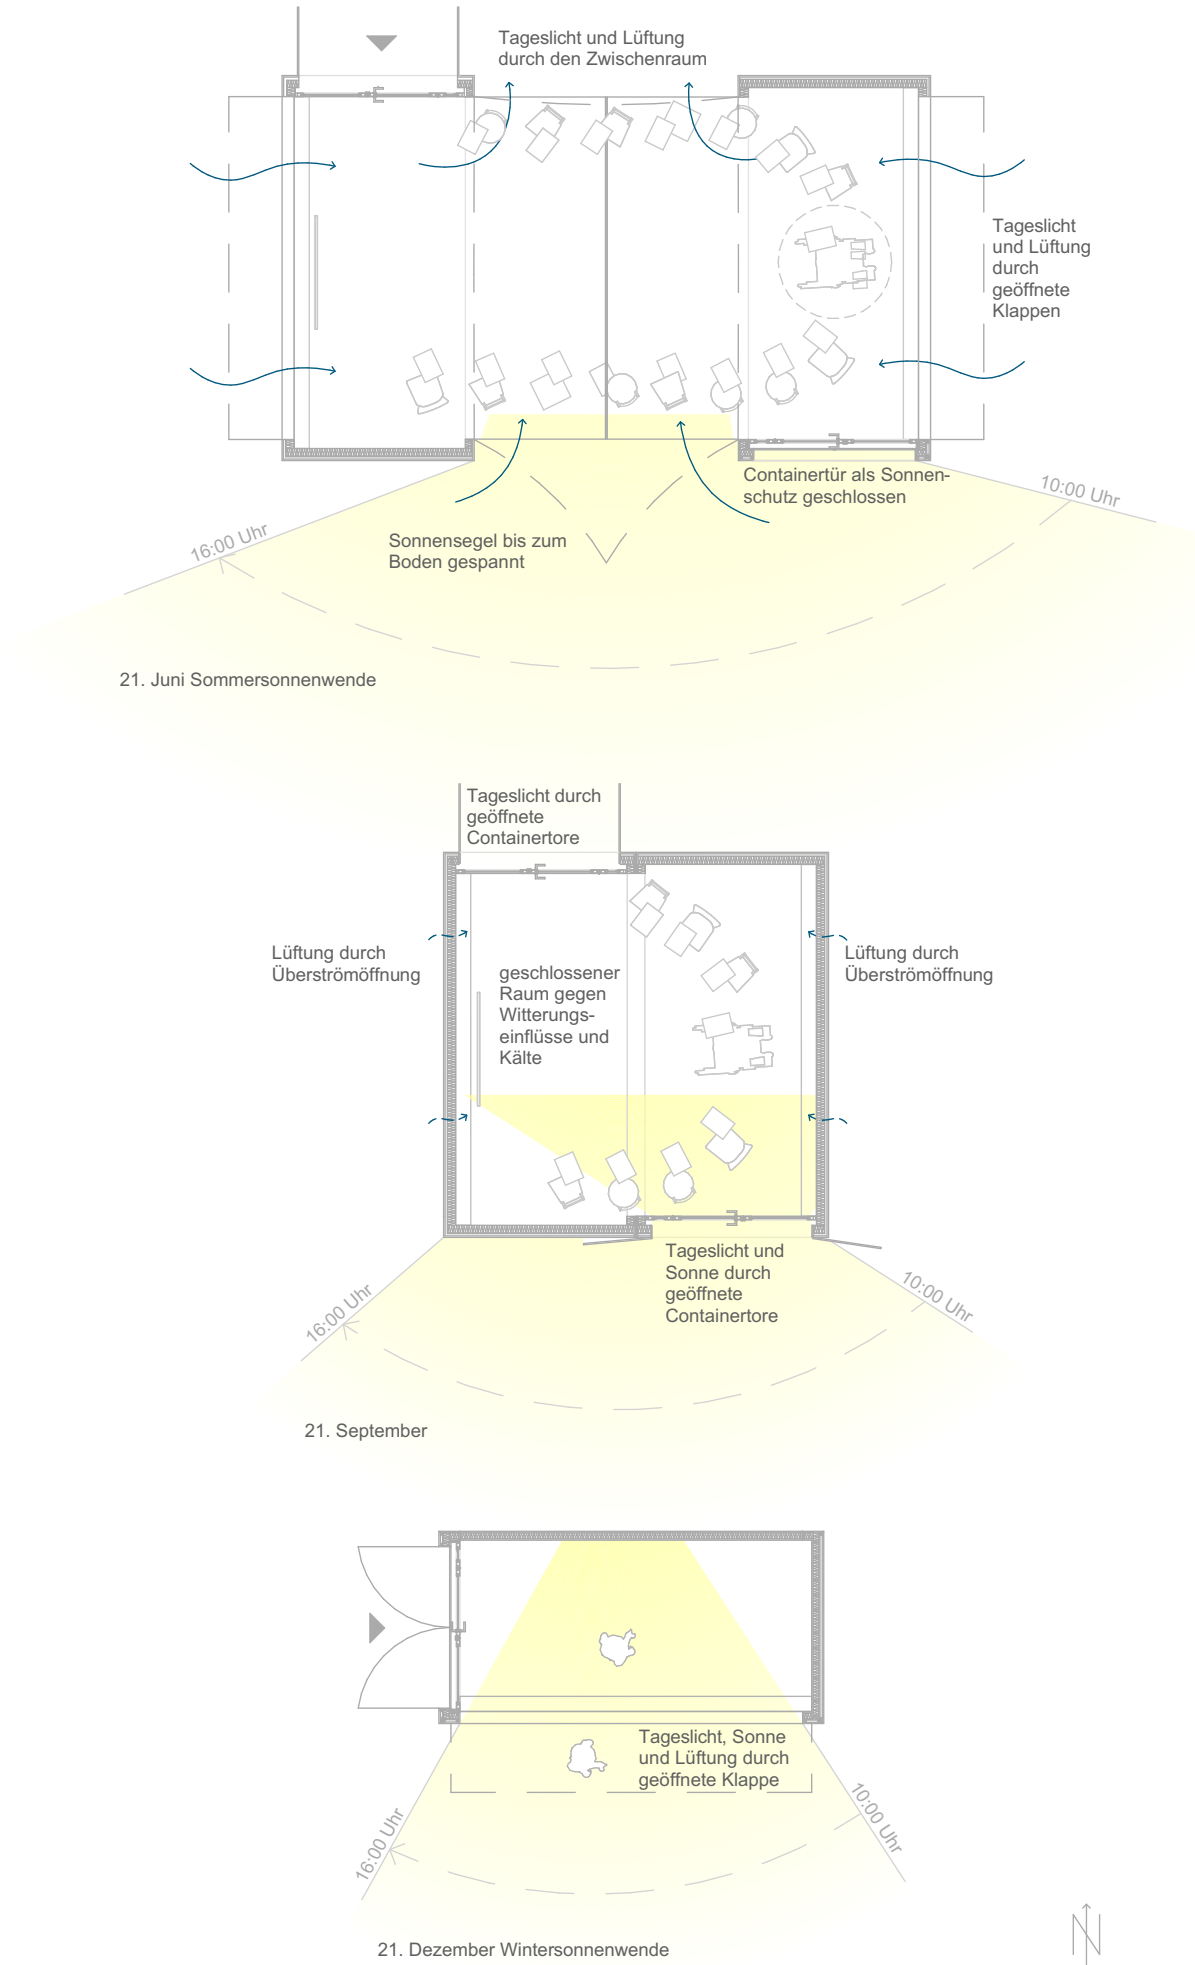 Tageslicht und Lüftung
durch den Zwischenraum
Tageslicht
und Lüftung
durch
geöffnete
Klappen
Containertür als Sonnen-
schutz geschlossen
10:00 Uhr
16:00 Uhr
Sonnensegel bis zum
Boden gespannt
21. Juni Sommersonnenwende
Tageslicht durch
geöffnete
Containertore
Lüftung durch
Überströmöffnung
geschlossener
Raum gegen
Witterungs-
einflüsse und
Kälte
Lüftung durch
Überströmöffnung
Tageslicht und
Sonne durch
geöffnete
Containertore
16:00 Uhr
10:00 Uhr
21. September
Tageslicht, Sonne
und Lüftung durch
geöffnete Klappe
16:00 Uhr
10:00 Uhr
21. Dezember Wintersonnenwende
N